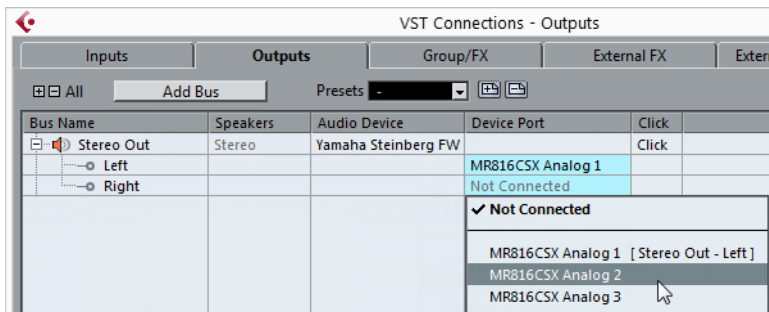 VST Connections - Outputs
Inputs Outputs Group/FX External FX Exter
All Add Bus Presets -
Bus Name Speakers Audio Device Device Port Click
Stereo Out Stereo Yamaha Steinberg FW Click
Left MR816CSX Analog 1
Right Not Connected
✓ Not Connected
MR816CSX Analog 1 [ Stereo Out - Left ]
MR816CSX Analog 2
MR816CSX Analog 3